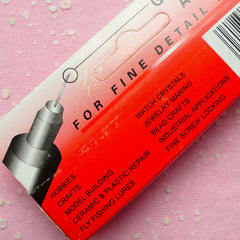 FOR FINE DETAIL
HOBBIES
CRAFTS
MODEL BUILDING
CERAMIC & PLASTIC REPAIR
FLY FISHING LURES
WATCH CRYSTALS
JEWELRY MAKING
BEAD CRAFTS
INDUSTRIAL APPLICATIONS
FINE SCREW LOCKING